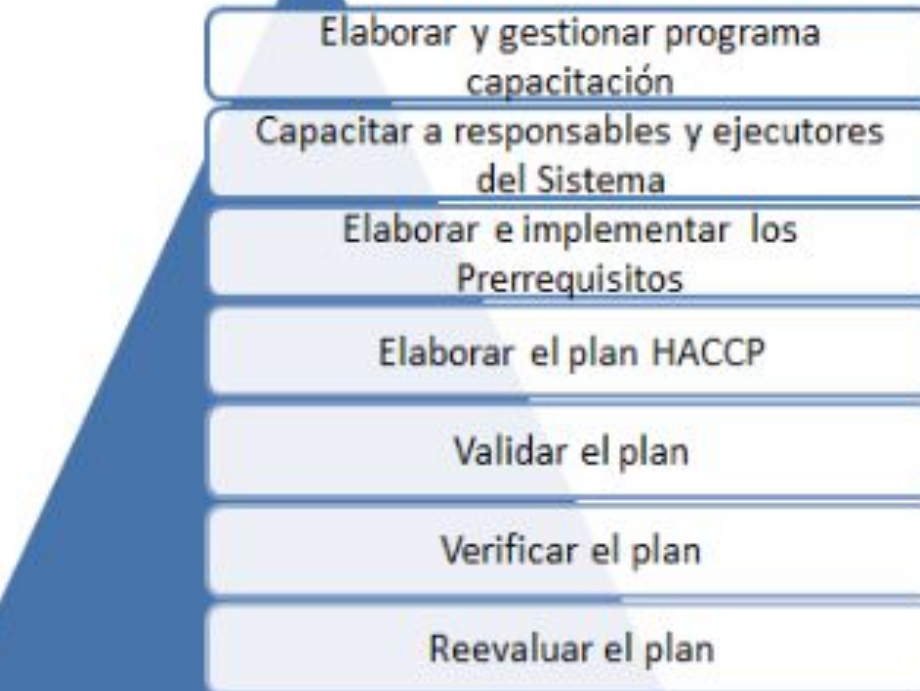 Elaborar y gestionar programa
capacitación
Capacitar a responsables y ejecutores
del Sistema
Elaborar e implementar los
Prerrequisitos
Elaborar el plan HACCP
Validar el plan
Verificar el plan
Reevaluar el plan